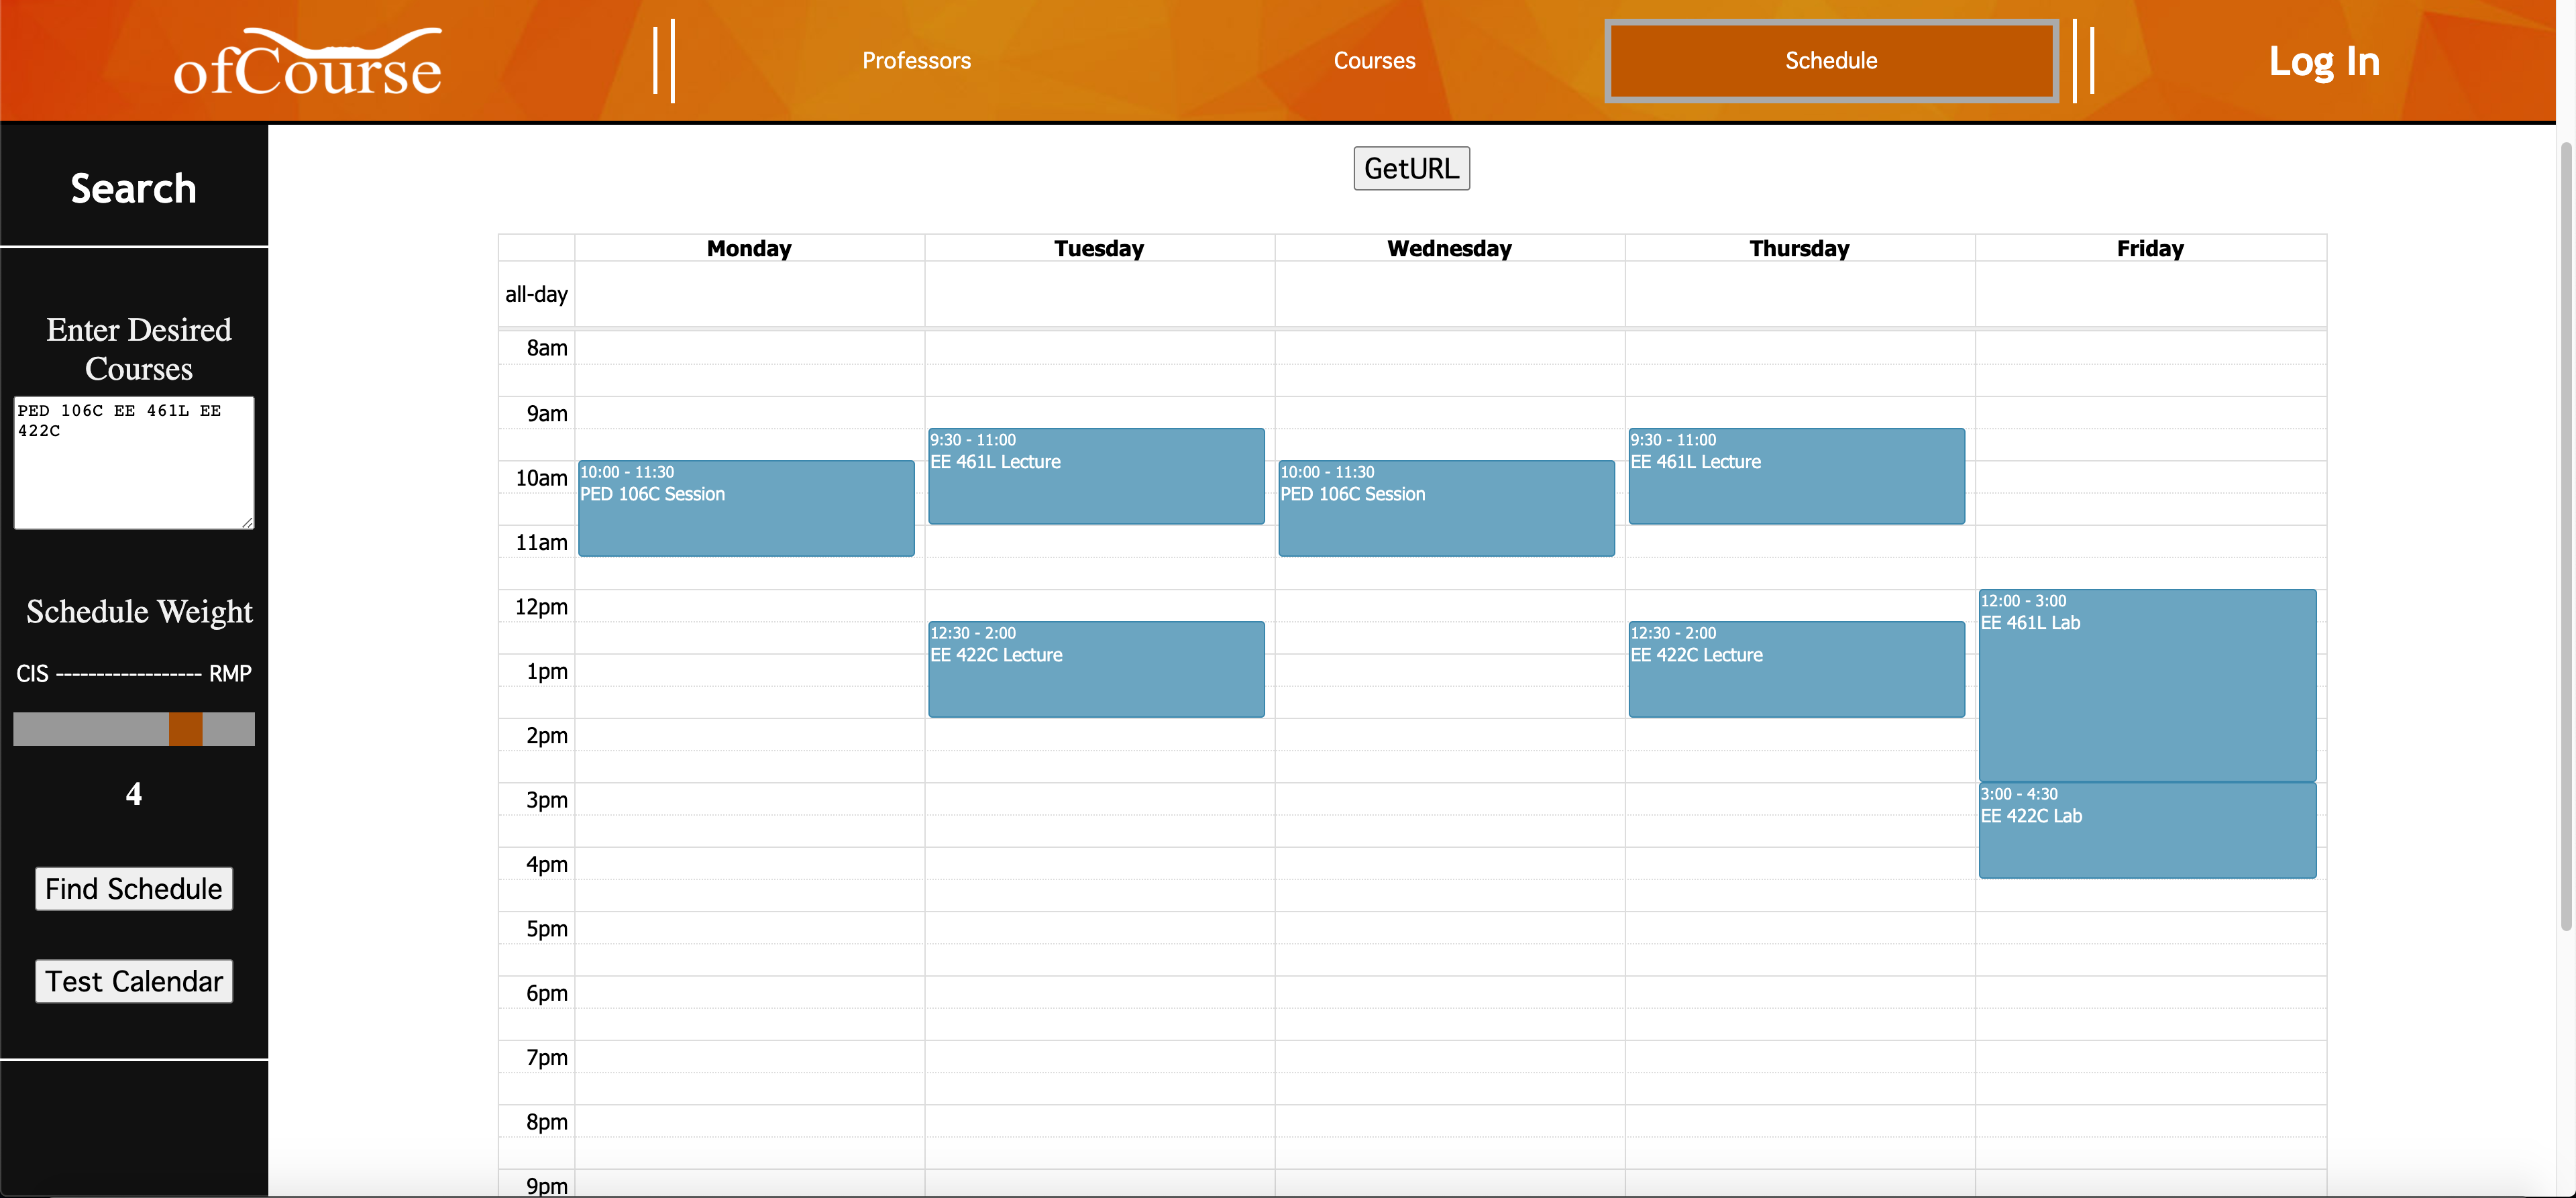 ofCourse
Professors
Courses
Schedule
Log In
Search
Enter Desired
Courses
PED 106C EE 461L EE
422C
Schedule Weight
CIS ------------------ RMP
4
Find Schedule
Test Calendar
GetURL
Monday
Tuesday
Wednesday
Thursday
Friday
all-day
8am
9am
10am
11am
12pm
1pm
2pm
3pm
4pm
5pm
6pm
7pm
8pm
9pm
10:00 - 11:30
PED 106C Session
9:30 - 11:00
EE 461L Lecture
12:30 - 2:00
EE 422C Lecture
10:00 - 11:30
PED 106C Session
9:30 - 11:00
EE 461L Lecture
12:30 - 2:00
EE 422C Lecture
12:00 - 3:00
EE 461L Lab
3:00 - 4:30
EE 422C Lab